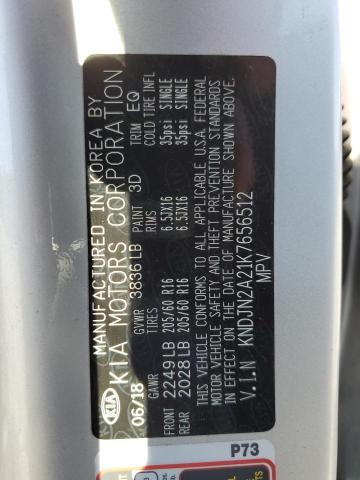 MANUFACTURED IN KOREA BY
KIA KIA MOTORS CORPORATION
06/18 GVWR 3836 LB PAINT 3D TRIM EQ
GAWR TIRES RIMS COLD TIRE INFL
FRONT 2249LB 205/60 R16 6.5JX16 35psi SINGLE
REAR 2028LB 205/60 R16 6.5JX16 35psi SINGLE
THIS VEHICLE CONFORMS TO ALL APPLICABLE U.S.A. FEDERAL
MOTOR VEHICLE SAFETY AND THEFT PREVENTION STANDARDS
IN EFFECT ON THE DATE OF MANUFACTURE SHOWN ABOVE.
V.I.N KNDJN2A21K7656512
MPV
P73